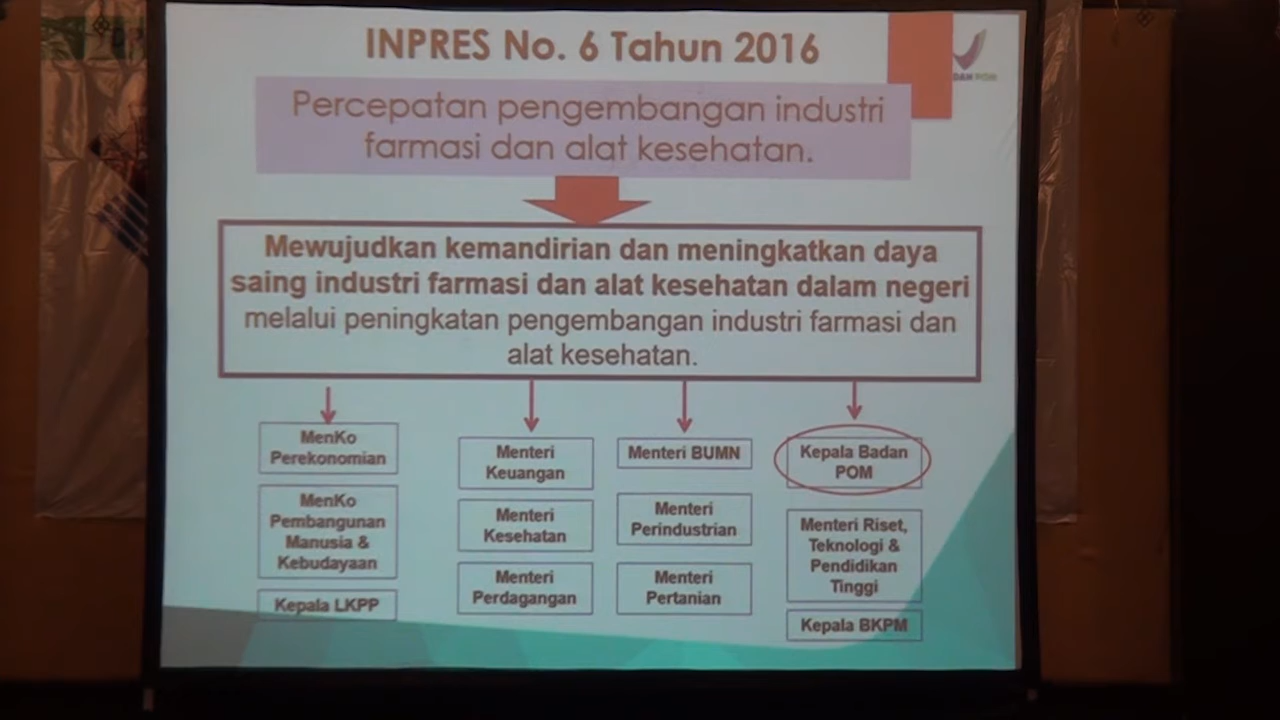 INPRES No. 6 Tahun 2016
DAN POM
Percepatan pengembangan industri
farmasi dan alat kesehatan.
Mewujudkan kemandirian dan meningkatkan daya
saing industri farmasi dan alat kesehatan dalam negeri
melalui peningkatan pengembangan industri farmasi dan
alat kesehatan.
MenKo
Perekonomian
MenKo
Pembangunan
Manusia &
Kebudayaan
Kepala LKPP
Menteri
Keuangan
Menteri
Kesehatan
Menteri
Perdagangan
Menteri BUMN
Menteri
Perindustrian
Menteri
Pertanian
Kepala Badan
POM
Menteri Riset,
Teknologi &
Pendidikan
Tinggi
Kepala BKPM